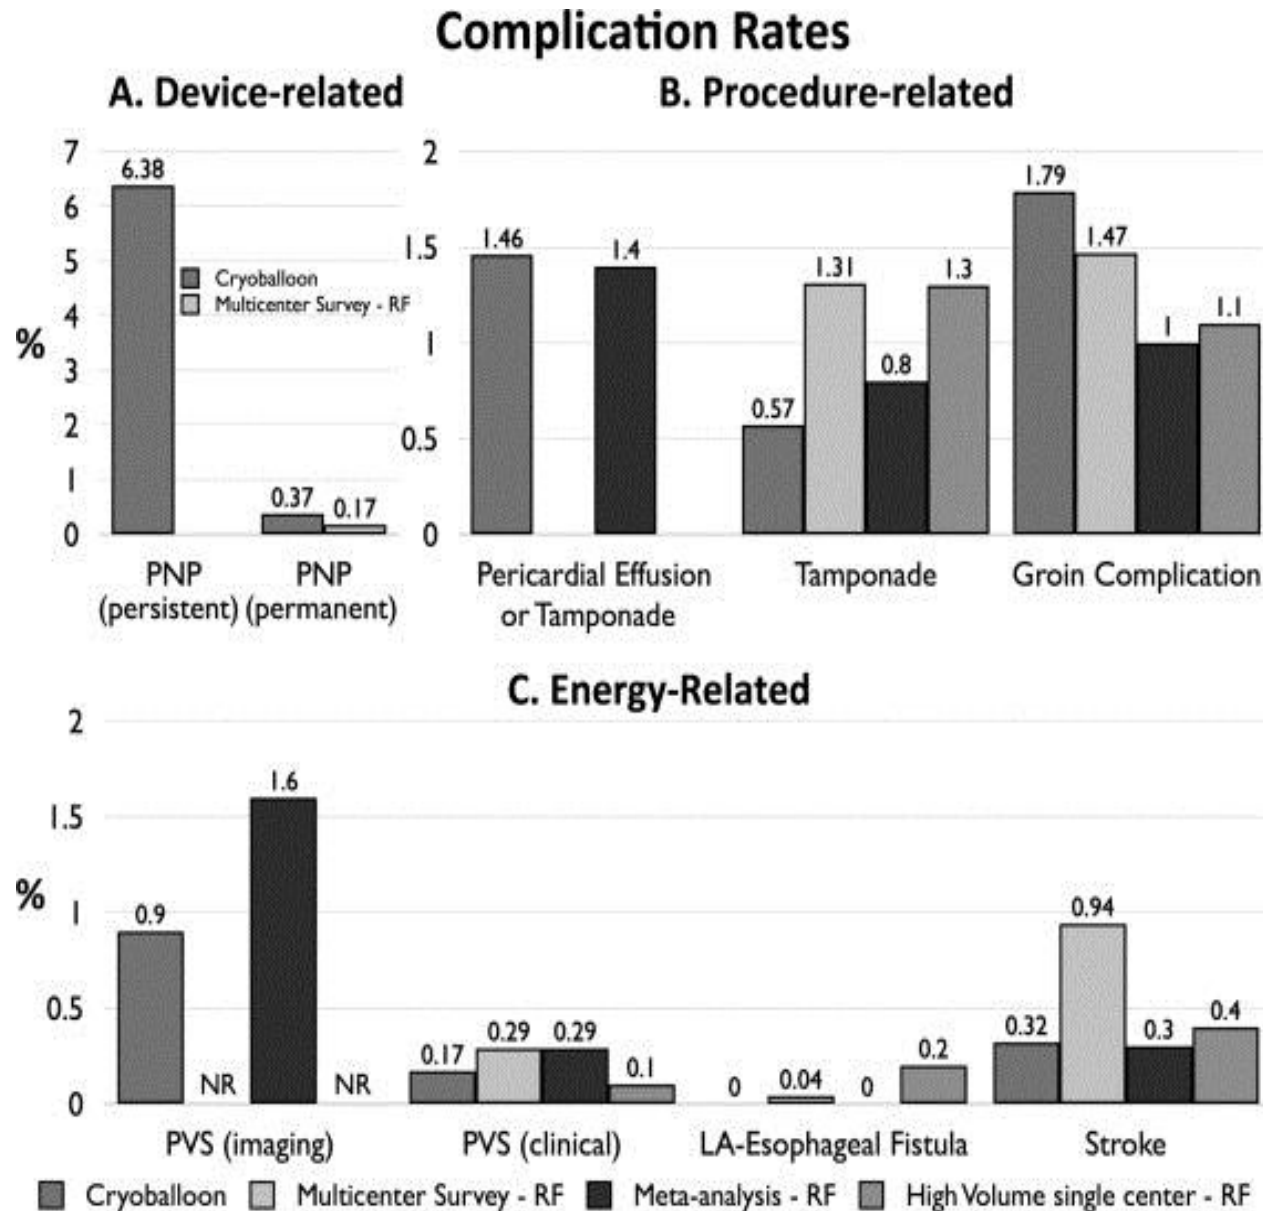 Complication Rates
A. Device-related
7
6
5
4
3
2
1
0
%
6.38
0.37
0.17
Cryoballoon
Multicenter Survey - RF
PNP
(persistent)
PNP
(permanent)
B. Procedure-related
2
1.5
1
0.5
0
1.46
1.4
0.57
1.31
0.8
1.3
1.79
1.47
1
1.1
Pericardial Effusion
or Tamponade
Tamponade
Groin Complication
C. Energy-Related
2
1.5
1
0.5
0
%
0.9
NR
1.6
NR
0.17
0.29
0.29
0.1
0
0.04
0
0.2
0.32
0.94
0.3
0.4
PVS (imaging)
PVS (clinical)
LA-Esophageal Fistula
Stroke
Cryoballoon
Multicenter Survey - RF
Meta-analysis - RF
High Volume single center - RF